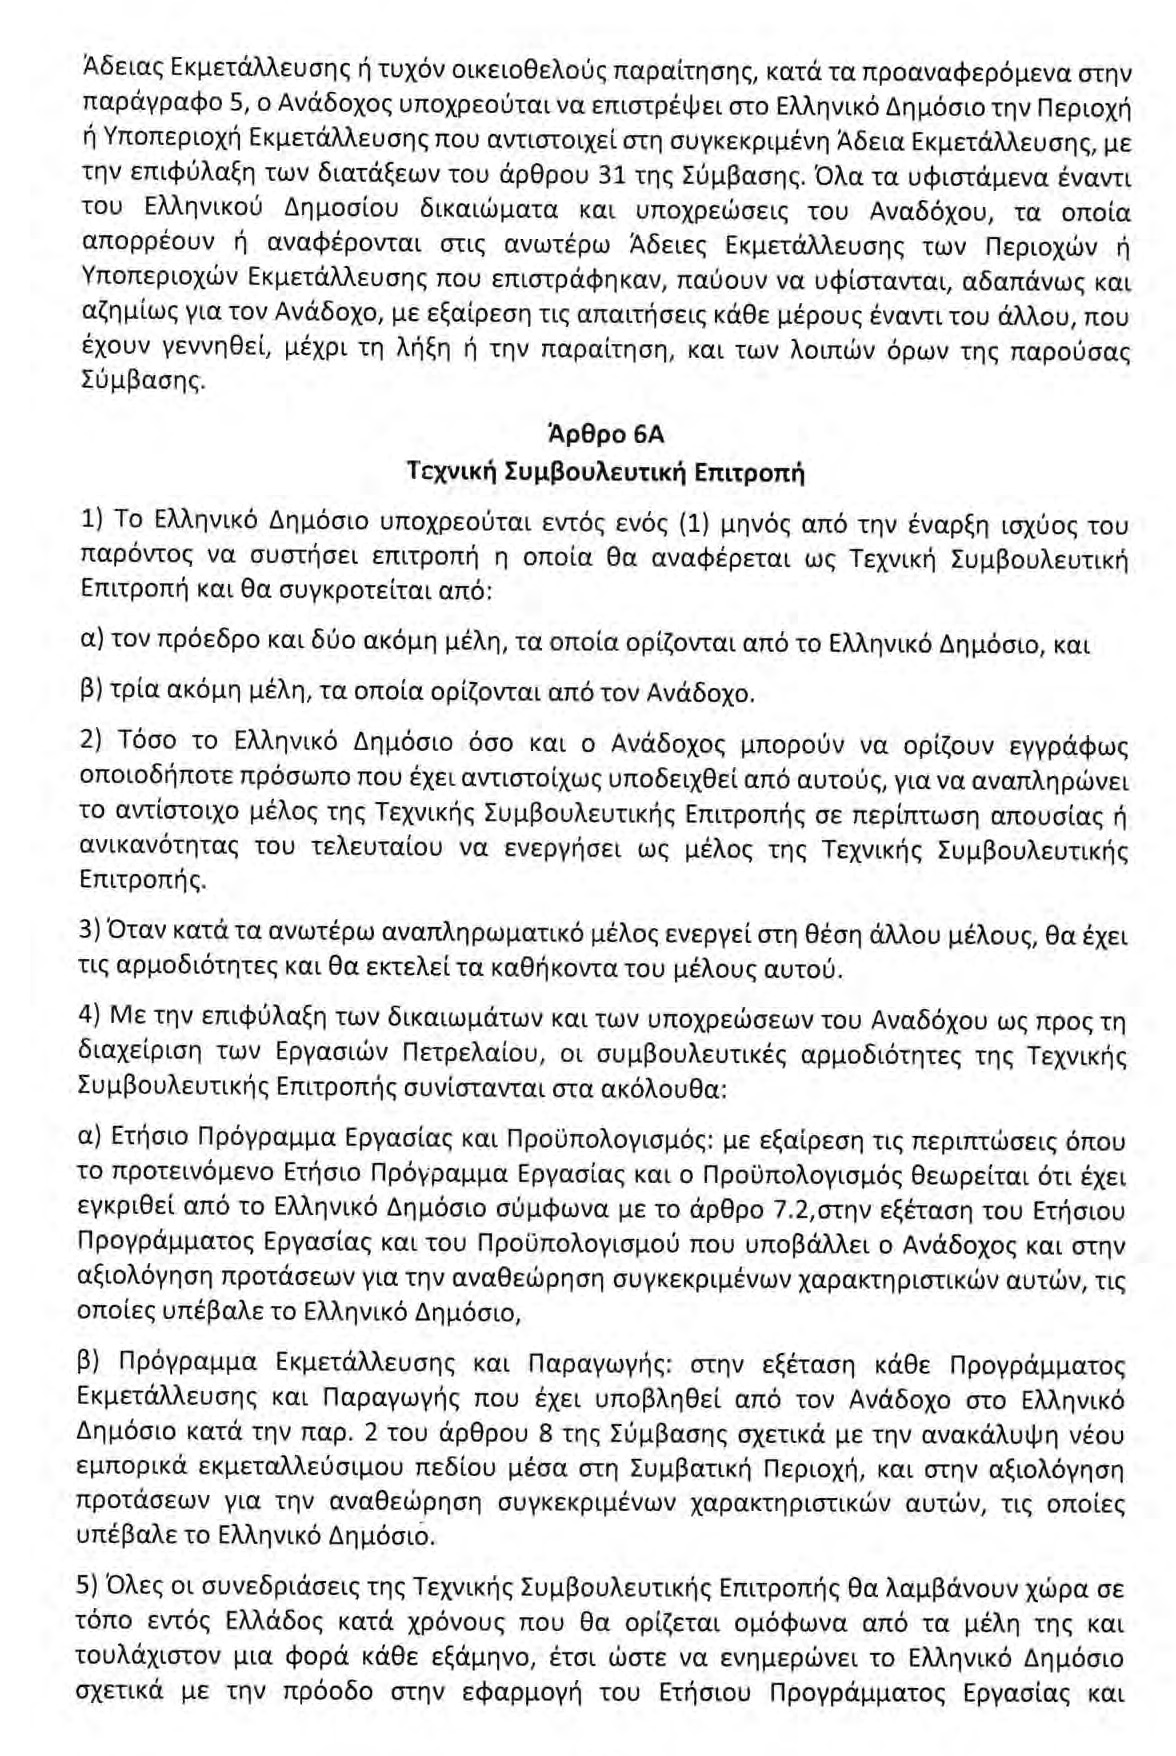 Άδειας Εκμετάλλευσης ή τυχόν οικειοθελούς παραίτησης, κατά τα προαναφερόμενα στην
παράγραφο 5, ο Ανάδοχος υποχρεούται να επιστρέψει στο Ελληνικό Δημόσιο την Περιοχή
ή Υποπεριοχή Εκμετάλλευσης που αντιστοιχεί στη συγκεκριμένη Άδεια Εκμετάλλευσης, με
την επιφύλαξη των διατάξεων του άρθρου 31 της Σύμβασης. Όλα τα υφιστάμενα έναντι
του Ελληνικού Δημοσίου δικαιώματα και υποχρεώσεις του Αναδόχου, τα οποία
απορρέουν ή αναφέρονται στις ανωτέρω Άδειες Εκμετάλλευσης των Περιοχών ή
Υποπεριοχών Εκμετάλλευσης που επιστράφηκαν, παύουν να υφίστανται, αδαπάνως και
αζημίως για τον Ανάδοχο, με εξαίρεση τις απαιτήσεις κάθε μέρους έναντι του άλλου, που
έχουν γεννηθεί, μέχρι τη λήξη ή την παραίτηση, και των λοιπών όρων της παρούσας
Σύμβασης.
Άρθρο 6Α
Τεχνική Συμβουλευτική Επιτροπή
1) Το Ελληνικό Δημόσιο υποχρεούται εντός ενός (1) μηνός από την έναρξη ισχύος του
παρόντος να συστήσει επιτροπή η οποία θα αναφέρεται ως Τεχνική Συμβουλευτική
Επιτροπή και θα συγκροτείται από:
α) τον πρόεδρο και δύο ακόμη μέλη, τα οποία ορίζονται από το Ελληνικό Δημόσιο, και
β) τρία ακόμη μέλη, τα οποία ορίζονται από τον Ανάδοχο.
2) Τόσο το Ελληνικό Δημόσιο όσο και ο Ανάδοχος μπορούν να ορίζουν εγγράφως
οποιοδήποτε πρόσωπο που έχει αντιστοίχως υποδειχθεί από αυτούς, για να αναπληρώνει
το αντίστοιχο μέλος της Τεχνικής Συμβουλευτικής Επιτροπής σε περίπτωση απουσίας ή
ανικανότητας του τελευταίου να ενεργήσει ως μέλος της Τεχνικής Συμβουλευτικής
Επιτροπής.
3) Όταν κατά τα ανωτέρω αναπληρωματικό μέλος ενεργεί στη θέση άλλου μέλους, θα έχει
τις αρμοδιότητες και θα εκτελεί τα καθήκοντα του μέλους αυτού.
4) Με την επιφύλαξη των δικαιωμάτων και των υποχρεώσεων του Αναδόχου ως προς τη
διαχείριση των Εργασιών Πετρελαίου, οι συμβουλευτικές αρμοδιότητες της Τεχνικής
Συμβουλευτικής Επιτροπής συνίστανται στα ακόλουθα:
α) Ετήσιο Πρόγραμμα Εργασίας και Προϋπολογισμός: με εξαίρεση τις περιπτώσεις όπου
το προτεινόμενο Ετήσιο Πρόγραμμα Εργασίας και ο Προϋπολογισμός θεωρείται ότι έχει
εγκριθεί από το Ελληνικό Δημόσιο σύμφωνα με το άρθρο 7.2,στην εξέταση του Ετήσιου
Προγράμματος Εργασίας και του Προϋπολογισμού που υποβάλλει ο Ανάδοχος και στην
αξιολόγηση προτάσεων για την αναθεώρηση συγκεκριμένων χαρακτηριστικών αυτών, τις
οποίες υπέβαλε το Ελληνικό Δημόσιο,
β) Πρόγραμμα Εκμετάλλευσης και Παραγωγής: στην εξέταση κάθε Προγράμματος
Εκμετάλλευσης και Παραγωγής που έχει υποβληθεί από τον Ανάδοχο στο Ελληνικό
Δημόσιο κατά την παρ. 2 του άρθρου 8 της Σύμβασης σχετικά με την ανακάλυψη νέου
εμπορικά εκμεταλλεύσιμου πεδίου μέσα στη Συμβατική Περιοχή, και στην αξιολόγηση
προτάσεων για την αναθεώρηση συγκεκριμένων χαρακτηριστικών αυτών, τις οποίες
υπέβαλε το Ελληνικό Δημόσιο.
5) Όλες οι συνεδριάσεις της Τεχνικής Συμβουλευτικής Επιτροπής θα λαμβάνουν χώρα σε
τόπο εντός Ελλάδος κατά χρόνους που θα ορίζεται ομόφωνα από τα μέλη της και
τουλάχιστον μια φορά κάθε εξάμηνο, έτσι ώστε να ενημερώνει το Ελληνικό Δημόσιο
σχετικά με την πρόοδο στην εφαρμογή του Ετήσιου Προγράμματος Εργασίας και